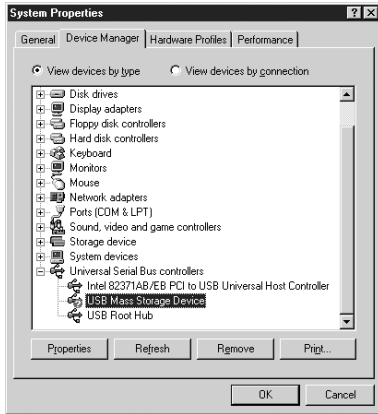 System Properties
General Device Manager Hardware Profiles Performance
View devices by type View devices by connection
Disk drives
Display adapters
Floppy disk controllers
Hard disk controllers
Keyboard
Monitors
Mouse
Network adapters
Ports (COM & LPT)
Sound, video and game controllers
Storage device
System devices
Universal Serial Bus controllers
Intel 82371AB/EB PCI to USB Universal Host Controller
USB Mass Storage Device
USB Root Hub
Properties Refresh Remove Print...
OK Cancel